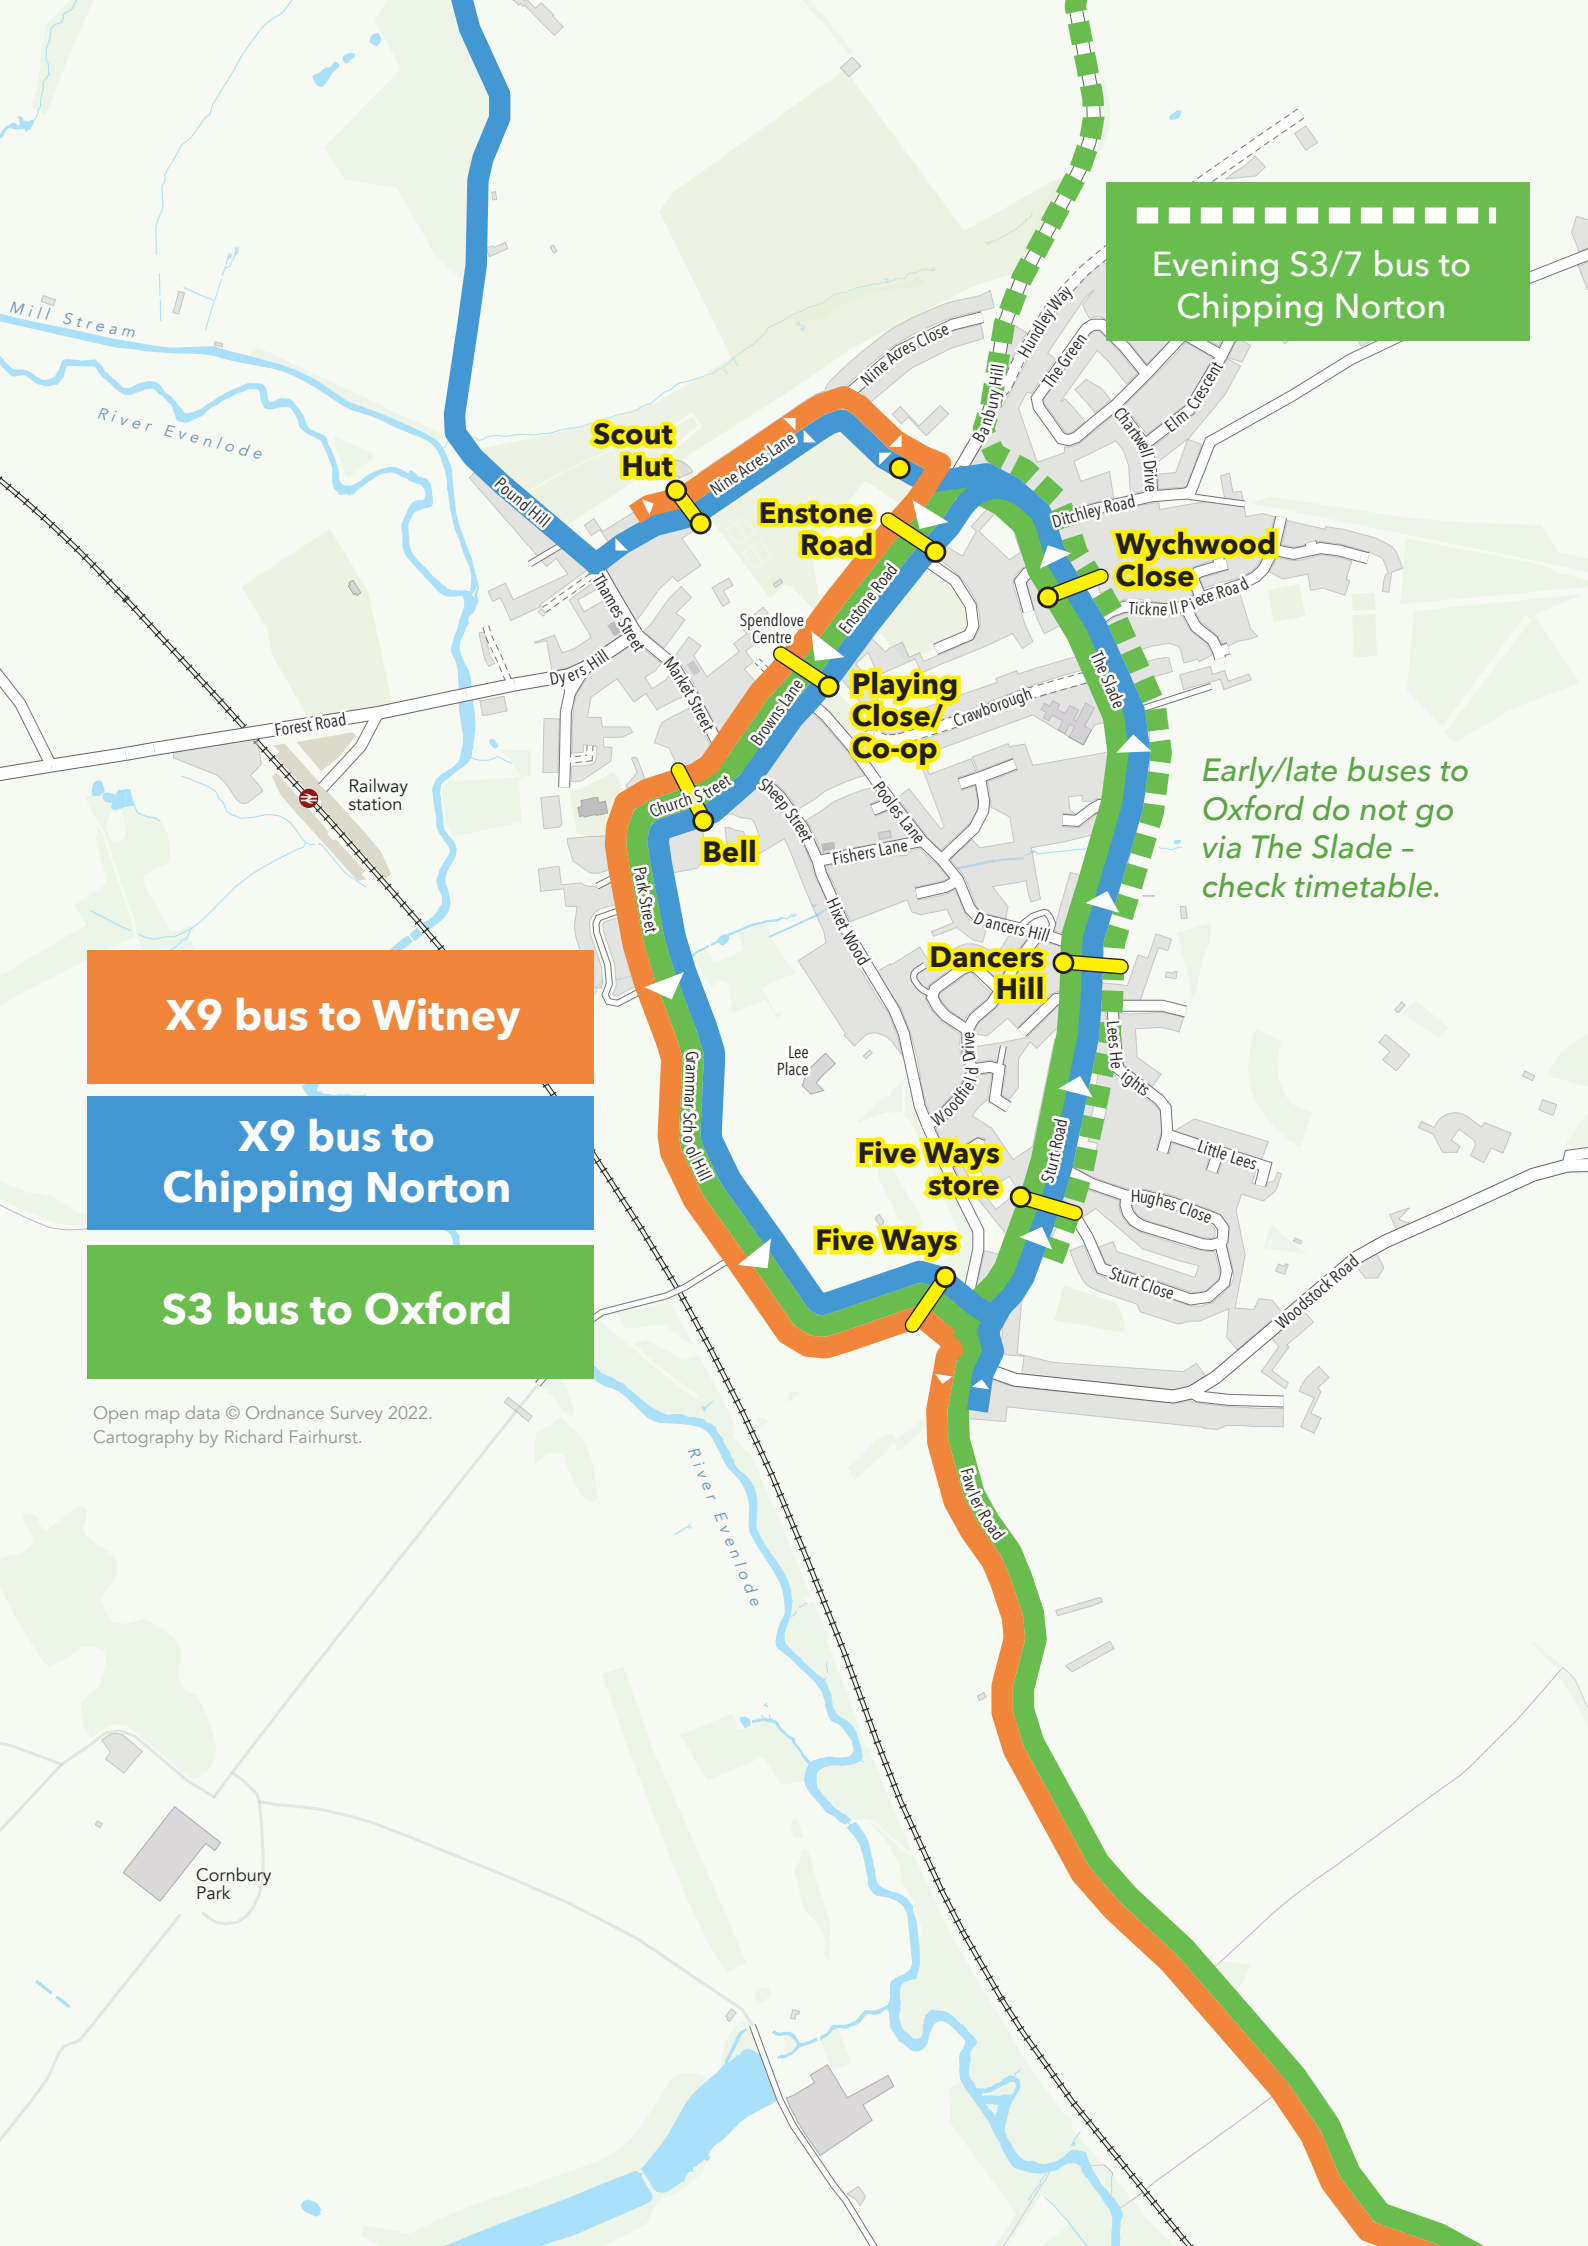 Evening S3/7 bus to
Chipping Norton
Mill Stream
River Evenlode
Nine Acres Close
Hundley Way
The Green
Banbury Hill
Elm Crescent
Chartwell Drive
Scout
Hut
Nine Acres Lane
Pound Hill
Enstone
Road
Ditchley Road
Wychwood
Close
Ticknell Piece Road
Thames Street
Enstone Road
Spendlove
Centre
Dyers Hill
Market Street
Browns Lane
Playing
Close/
Co-op
Crawborough
The Slade
Forest Road
Railway
station
Church Street
Sheep Street
Pooles Lane
Bell
Fishers Lane
Early/late buses to
Oxford do not go
via The Slade –
check timetable.
Park Street
Hixet Wood
Dancers Hill
Dancers
Hill
X9 bus to Witney
Lee
Place
Woodfield Drive
Lees Heights
Grammar School Hill
X9 bus to
Chipping Norton
Five Ways
store
Sturt Road
Little Lees
Hughes Close
Five Ways
Sturt Close
Woodstock Road
S3 bus to Oxford
Open map data © Ordnance Survey 2022.
Cartography by Richard Fairhurst.
River Evenlode
Fawler Road
Cornbury
Park